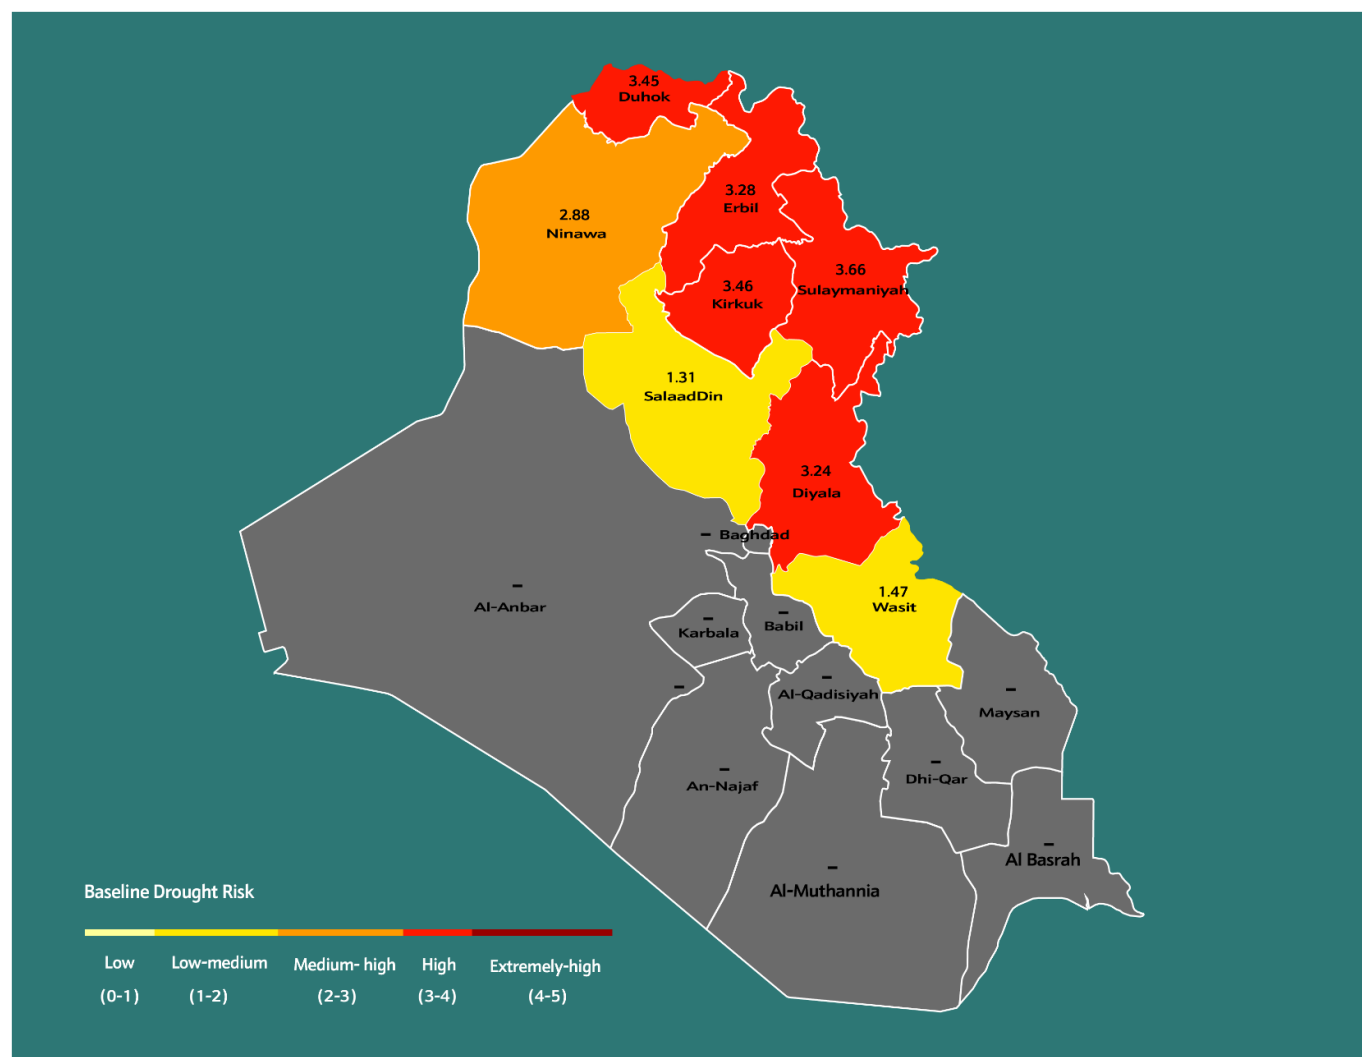 3.45
Duhok
3.28
Erbil
2.88
Ninawa
3.66
Sulaymaniyah
3.46
Kirkuk
1.31
SalaadDin
3.24
Diyala
– Baghdad
–
Al-Anbar
1.47
Wasit
–
Karbala
–
Babil
–
–
Al-Qadisiyah
–
Maysan
–
An-Najaf
–
Dhi-Qar
–
Al Basrah
–
Al-Muthannia
Baseline Drought Risk
Low Low-medium Medium- high High Extremely-high
(0-1) (1-2) (2-3) (3-4) (4-5)